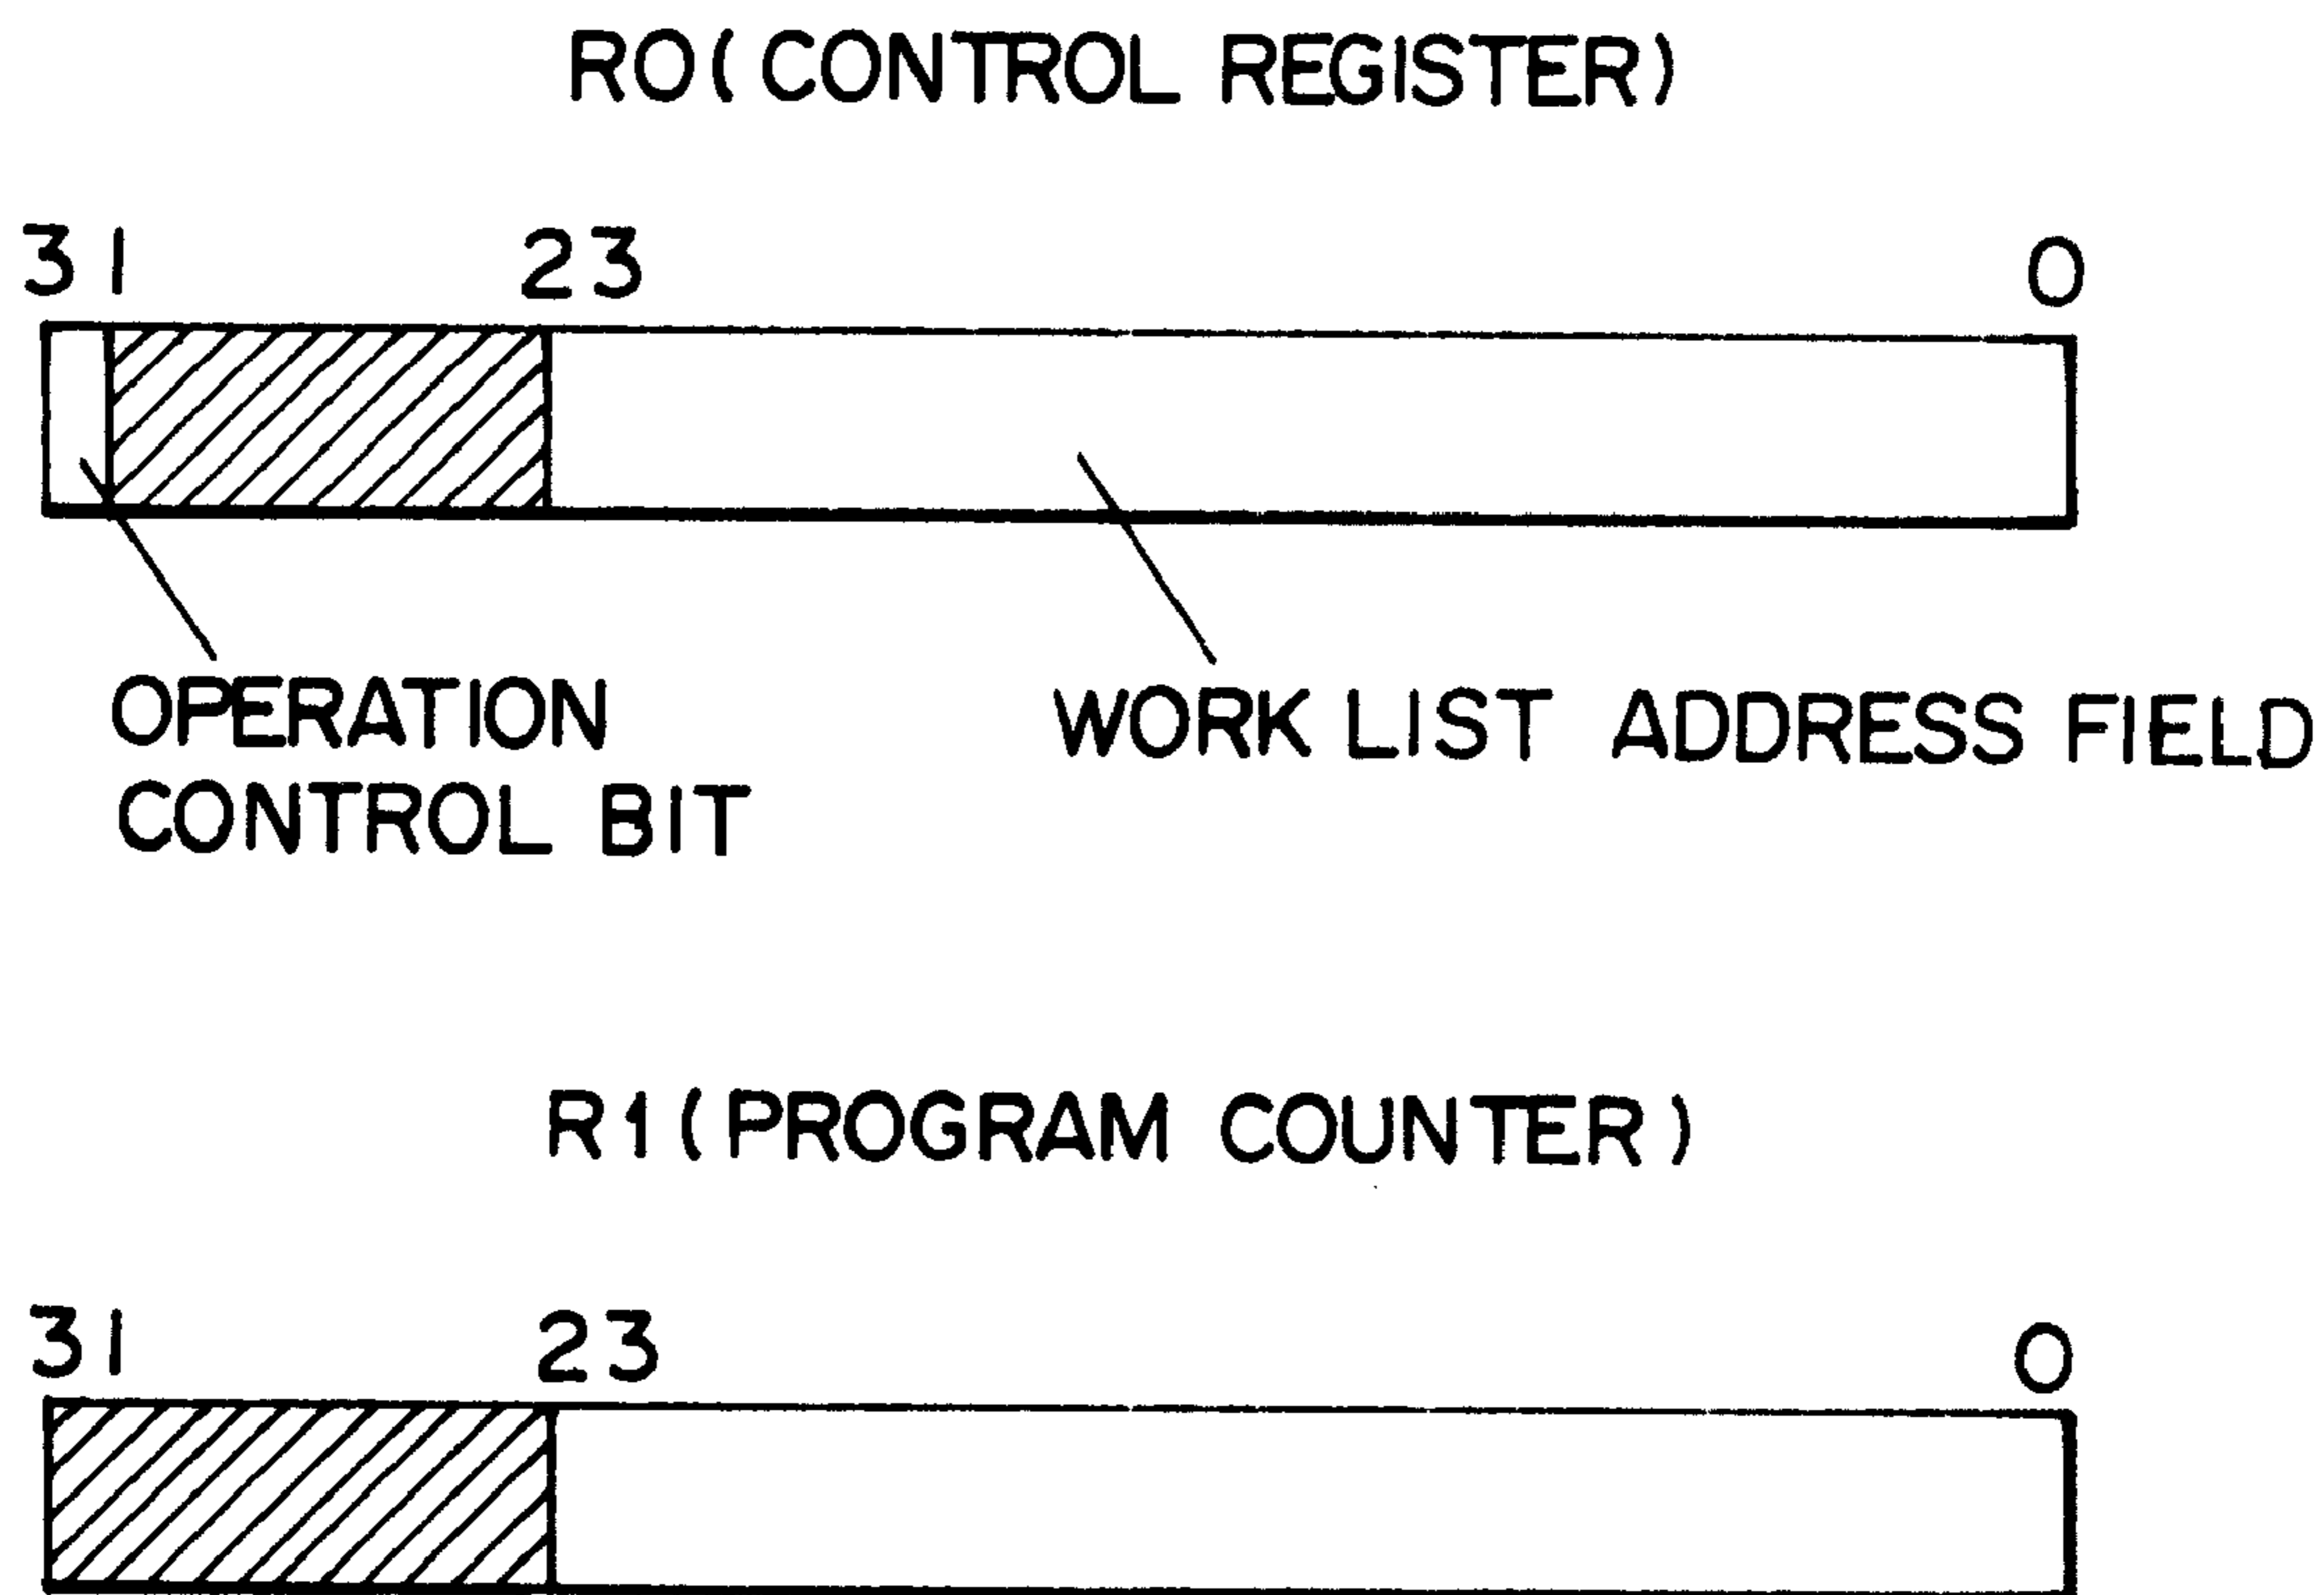 RO(CONTROL REGISTER)
31 23 0
OPERATION
CONTROL BIT
WORK LIST ADDRESS FIELD
R1(PROGRAM COUNTER)
31 23 0